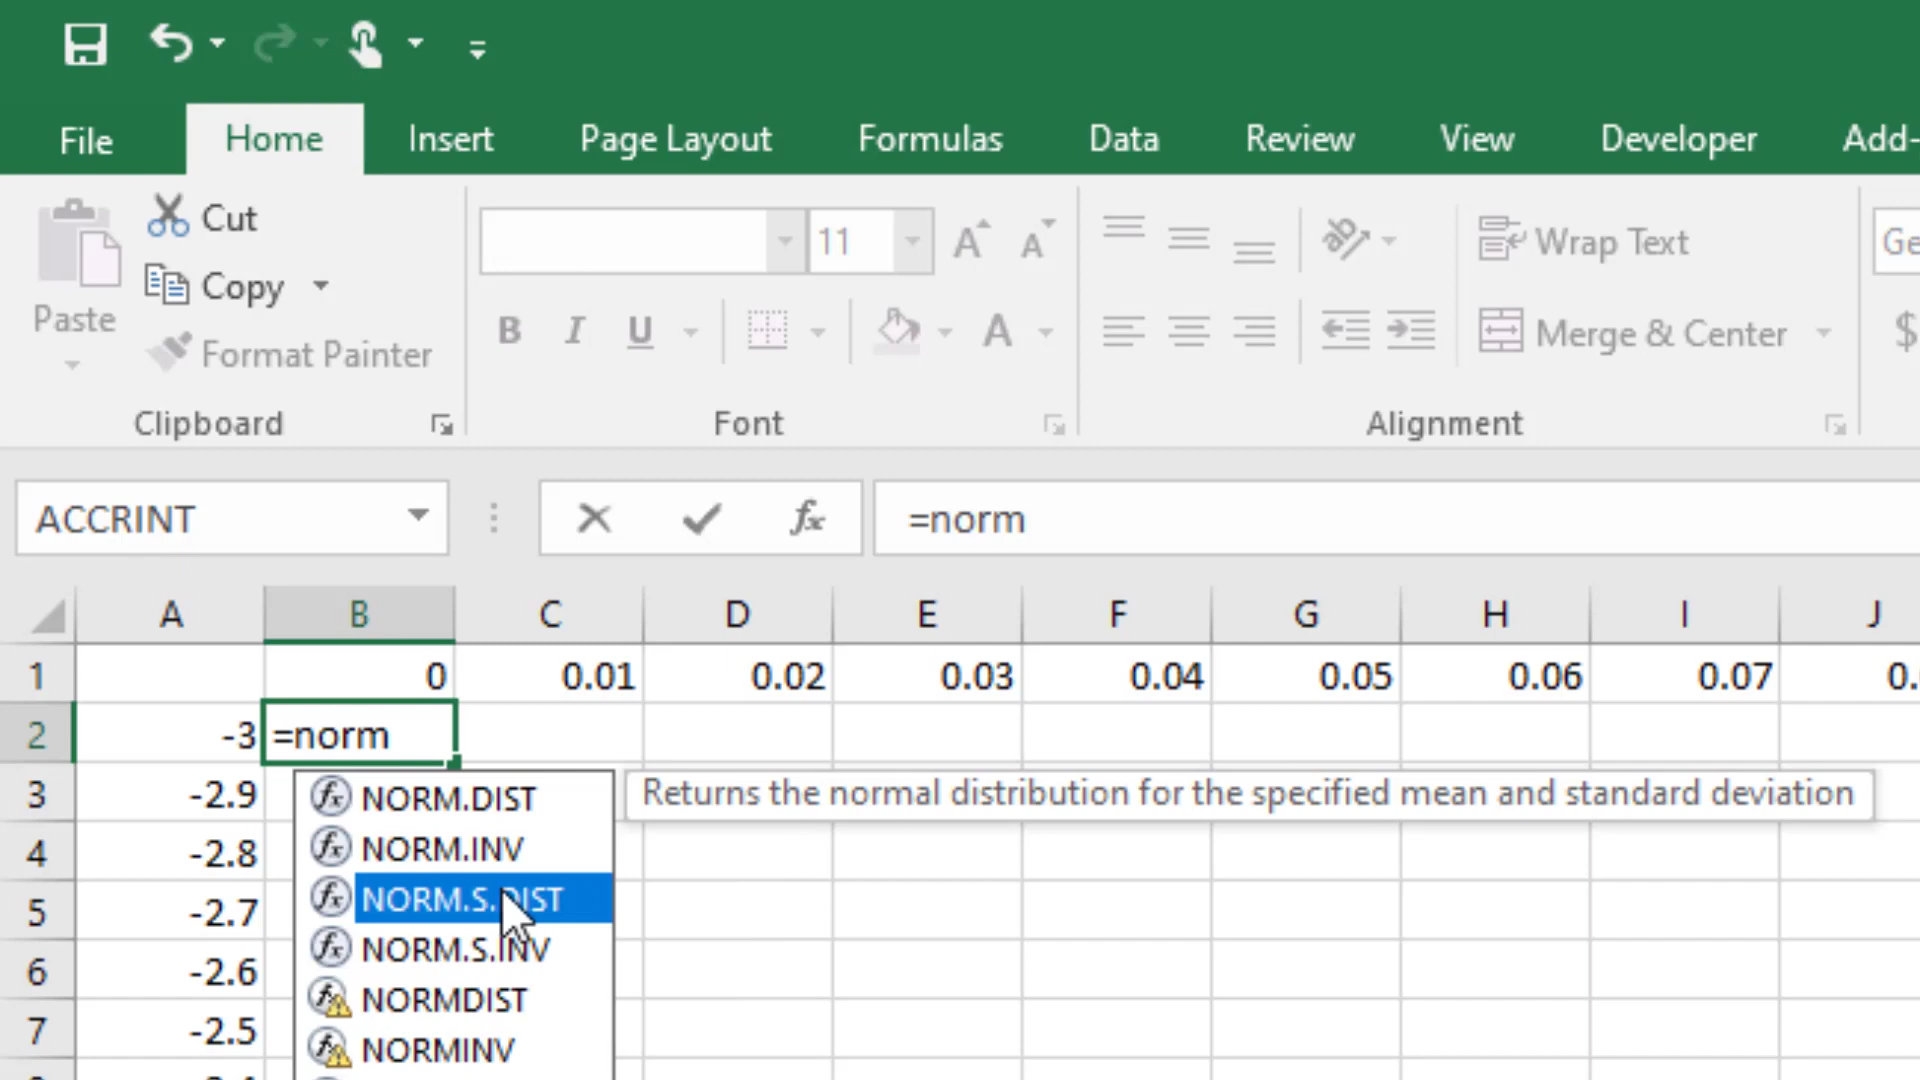 File Home Insert Page Layout Formulas Data Review View Developer Add-
Cut
Copy
Paste
Format Painter
11
B I U
A
Wrap Text
Merge & Center
Ge
$
Clipboard Font Alignment
ACCRINT fx =norm
A B C D E F G H I J
1 0 0.01 0.02 0.03 0.04 0.05 0.06 0.07 0.
2 -3 =norm
3 -2.9
4 -2.8
5 -2.7
6 -2.6
7 -2.5
NORM.DIST
NORM.INV
NORM.S.DIST
NORM.S.INV
NORMDIST
NORMINV
Returns the normal distribution for the specified mean and standard deviation